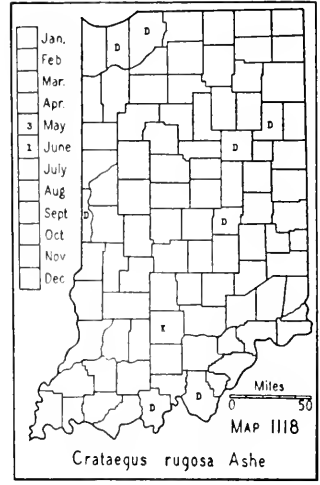 Jan.
Feb
Mar.
Apr.
3 May
1 June
July
Aug
Sept
Oct
Nov
Dec
D D
D
D
D
D
K
D
D
Miles
0 50
MAP 1118
Crataegus rugosa Ashe